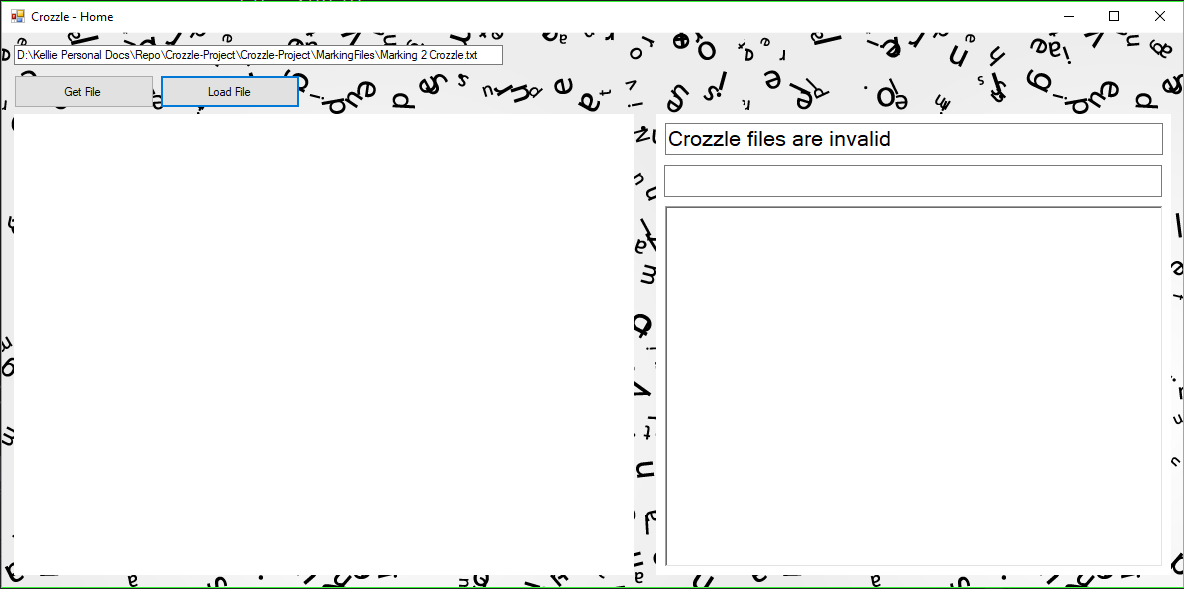 Crozzle - Home
D:\Kellie Personal Docs\Repo\Crozzle-Project\Crozzle-Project\MarkingFiles\Marking 2 Crozzle.txt
Get File
Load File
Crozzle files are invalid